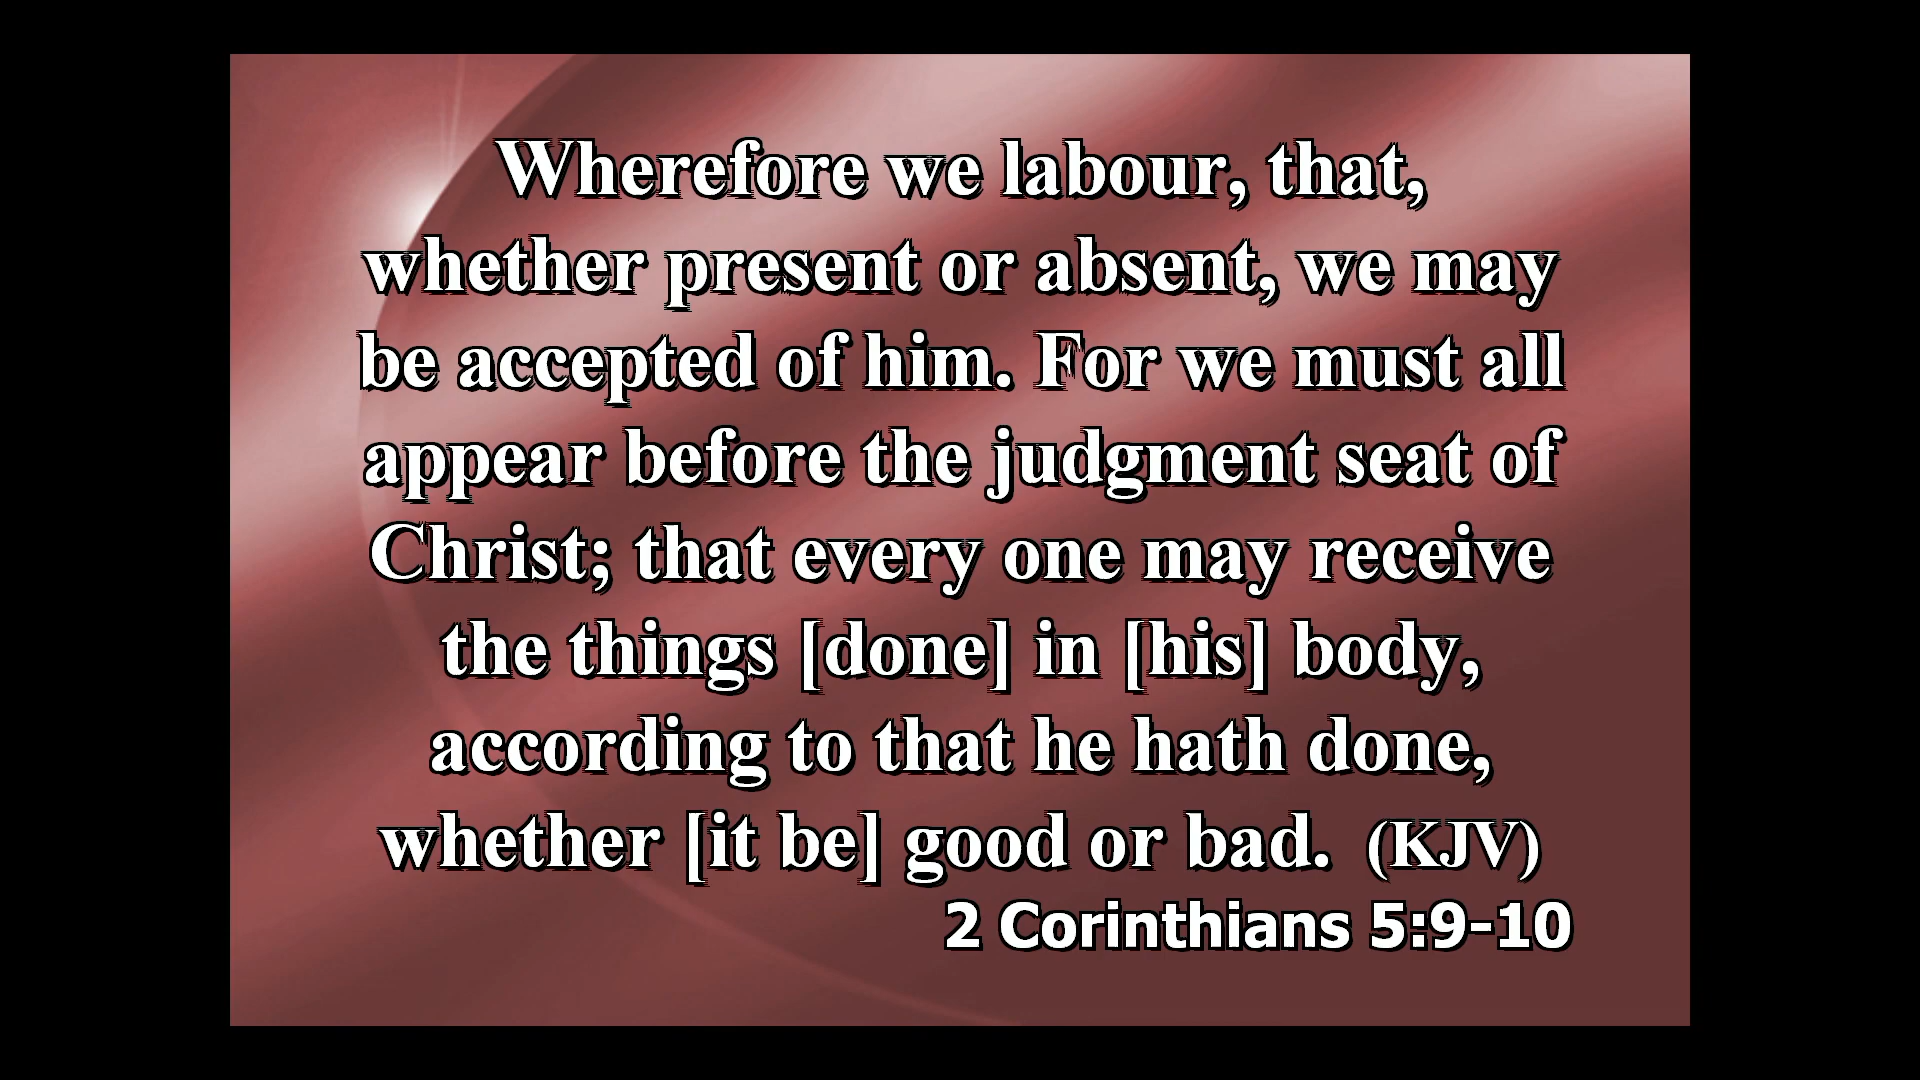 Wherefore we labour, that,
whether present or absent, we may
be accepted of him. For we must all
appear before the judgment seat of
Christ; that every one may receive
the things [done] in [his] body,
according to that he hath done,
whether [it be] good or bad. (KJV)
2 Corinthians 5:9-10